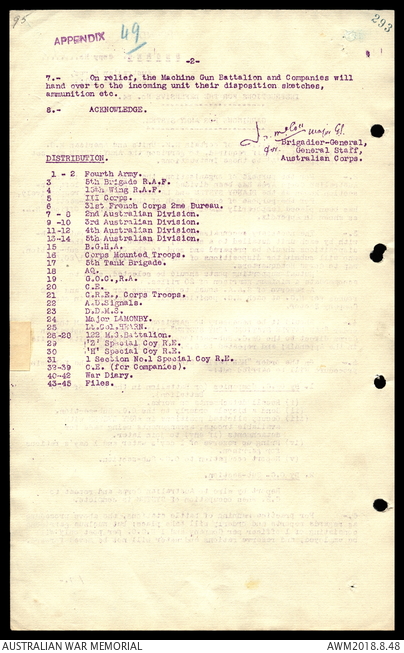 95
APPENDIX 49
293
-2-
7.- On relief, the Machine Gun Battalion and Companies will
hand over to the incoming unit their disposition sketches,
ammunition etc.
8.- ACKNOWLEDGE.
Major G.S.
for. Brigadier-General,
General Staff,
Australian Corps.
DISTRIBUTION.
1 - 2 Fourth Army.
3 5th Brigade R.A.F.
4 15th Wing R.A.F.
5 III Corps.
6 31st French Corps 2me Bureau.
7 - 8 2nd Australian Division.
9 -10 3rd Australian Division.
11-12 4th Australian Division.
13-14 5th Australian Division.
15 B.G.H.A.
16 Corps Mounted Troops.
17 5th Tank Brigade.
18 AQ.
19 G.O.C.,R.A.
20 C.E.
21 C.R.E., Corps Troops.
22 A.D.Signals.
23 D.D.M.S.
24 Major LAMONBY.
25 Lt.Col.HEARN.
26-28 122 M.G.Battalion.
29 'Z' Special Coy R.E.
30 'H' Special Coy R.E.
31 1 Section No.1 Special Coy R.E.
32-39 C.E. (for Companies).
40-42 War Diary.
43-45 Files.
AUSTRALIAN WAR MEMORIAL
AWM2018.8.48